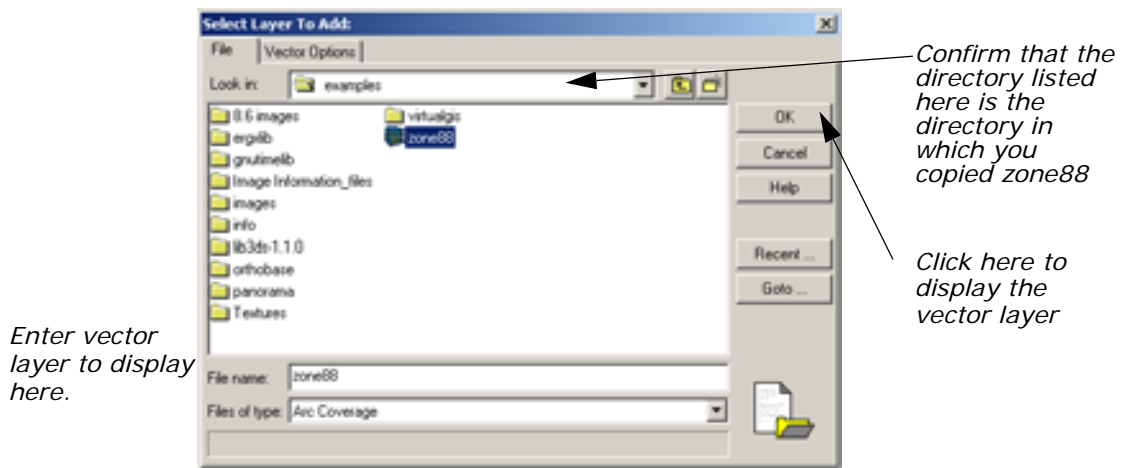 Select Layer To Add:
File
Vector Options
Look in:
examples
8.6 images
ergxlib
gnutimelib
Image Information_files
images
info
lib3ds-1.1.0
orthobase
panorama
Textures
virtualgis
zone88
OK
Cancel
Help
Recent ...
Goto ...
File name:
zone88
Files of type:
Arc Coverage
Confirm that the
directory listed
here is the
directory in
which you
copied zone88
Click here to
display the
vector layer
Enter vector
layer to display
here.